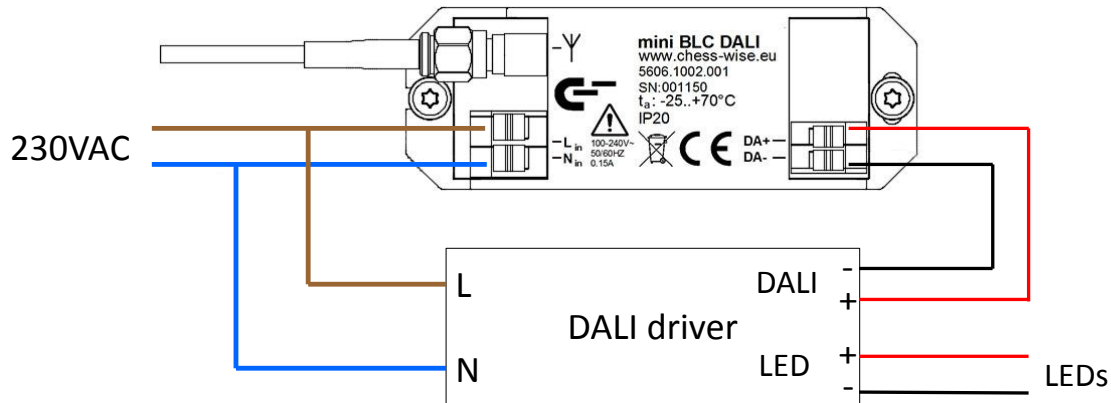 mini BLC DALI
www.chess-wise.eu
5606.1002.001
SN:001150
ta: -25..+70°C
IP20
230VAC
-L in
-N in
100-240V~
50/60HZ
0.15A
DA+
DA-
L
N
DALI driver
DALI
-
+
LED
+
-
LEDs